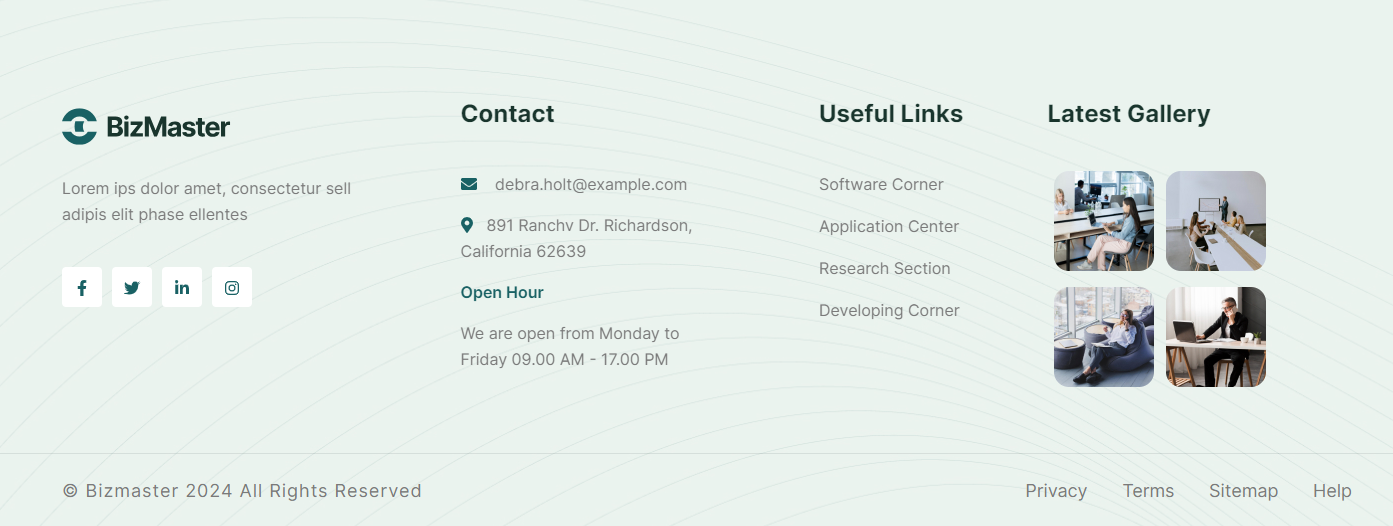 BizMaster
Lorem ips dolor amet, consectetur sell
adipis elit phase ellentes
Contact
debra.holt@example.com
891 Ranchv Dr. Richardson,
California 62639
Open Hour
We are open from Monday to
Friday 09.00 AM - 17.00 PM
Useful Links
Software Corner
Application Center
Research Section
Developing Corner
Latest Gallery
© Bizmaster 2024 All Rights Reserved
Privacy Terms Sitemap Help